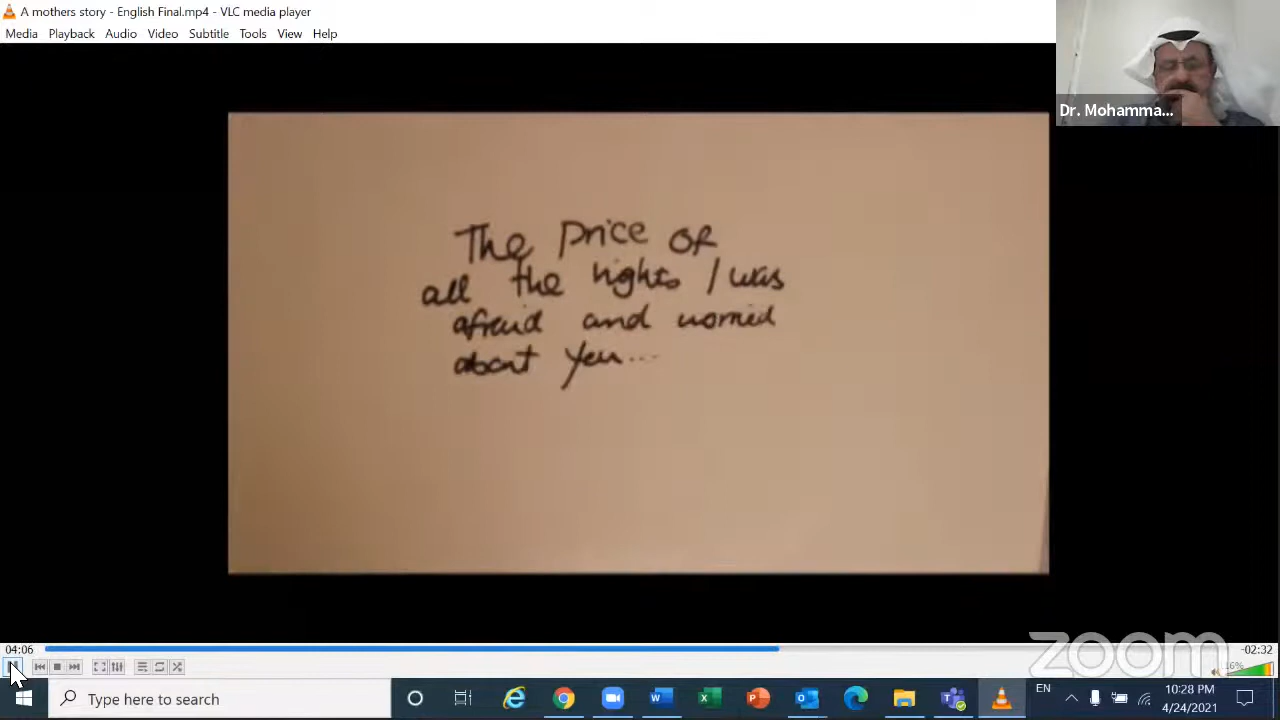 A mothers story - English Final.mp4 - VLC media player
Media Playback Audio Video Subtitle Tools View Help
Dr. Mohamma...
The price of
all the nights I was
afraid and worried
about you...
04:06
-02:32
16%
zoom
Type here to search
EN
10:28 PM
4/24/2021